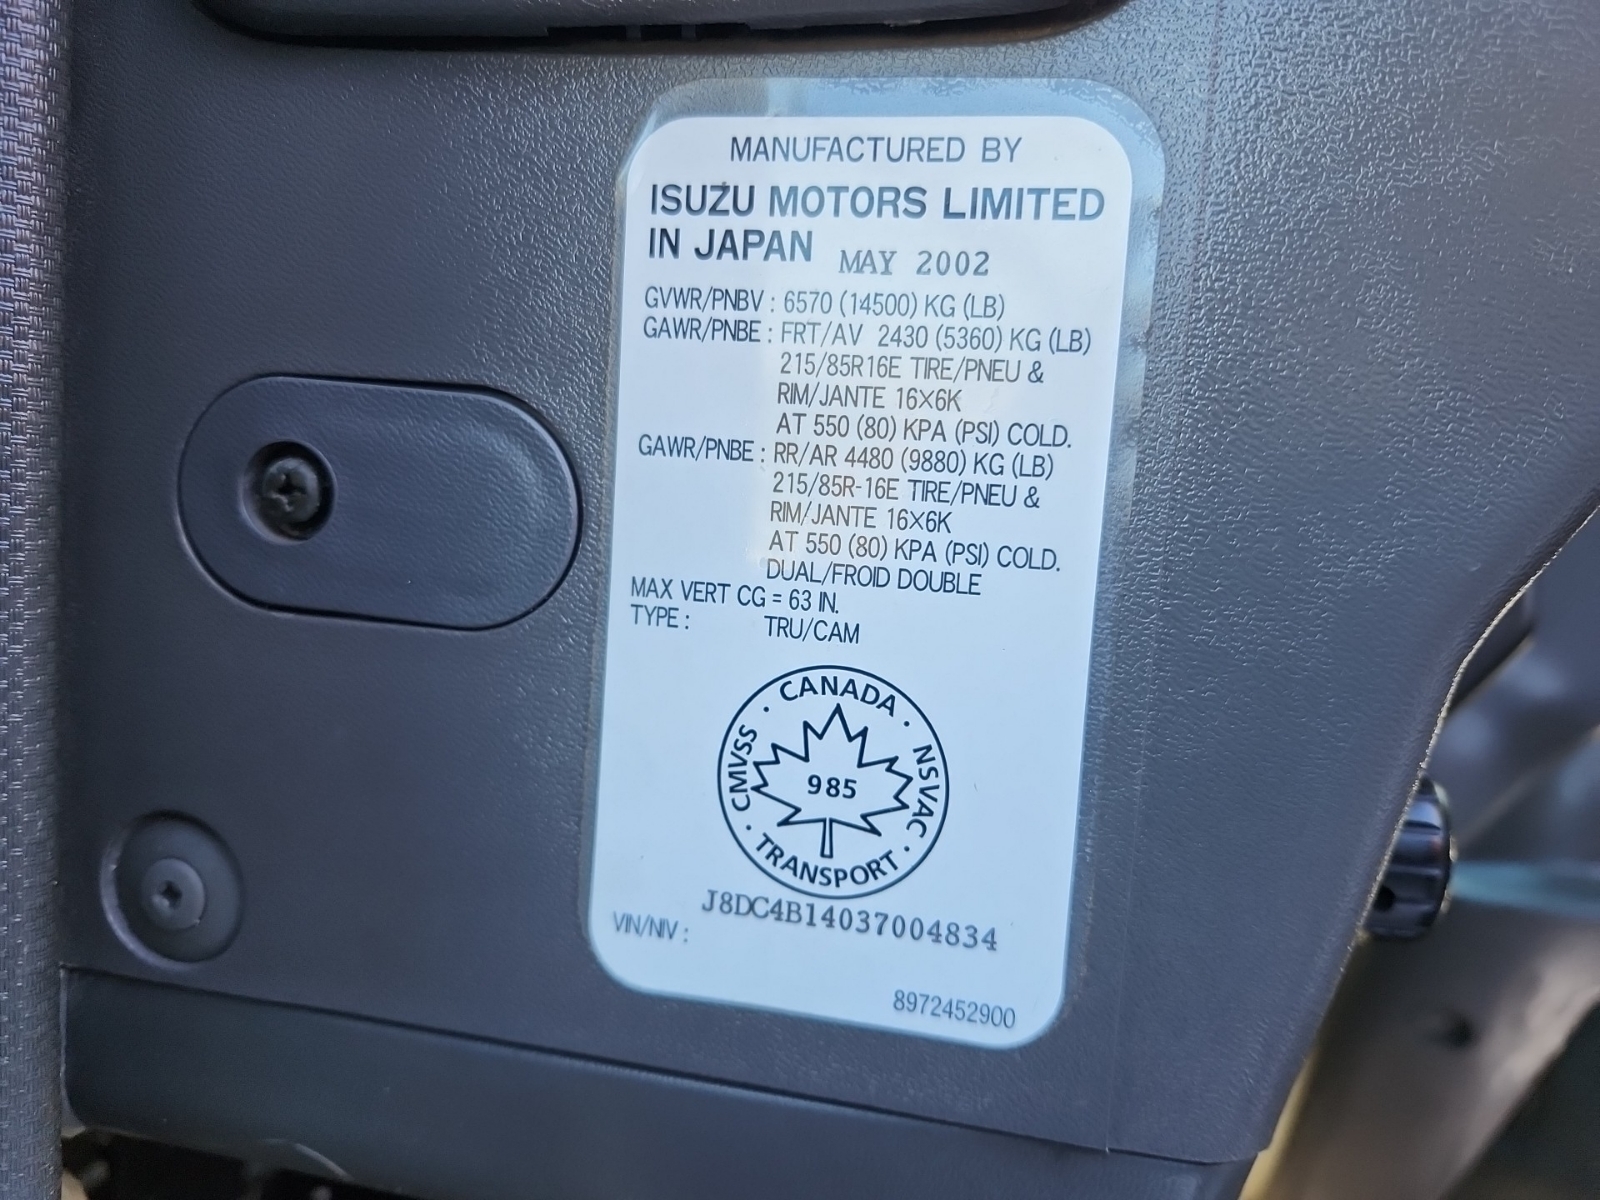 MANUFACTURED BY
ISUZU MOTORS LIMITED
IN JAPAN MAY 2002
GVWR/PNBV : 6570 (14500) KG (LB)
GAWR/PNBE : FRT/AV 2430 (5360) KG (LB)
215/85R16E TIRE/PNEU &
RIM/JANTE 16×6K
AT 550 (80) KPA (PSI) COLD.
GAWR/PNBE : RR/AR 4480 (9880) KG (LB)
215/85R-16E TIRE/PNEU &
RIM/JANTE 16×6K
AT 550 (80) KPA (PSI) COLD.
DUAL/FROID DOUBLE
MAX VERT CG = 63 IN.
TYPE : TRU/CAM
CANADA · NSVAC · TRANSPORT · CMVSS ·
985
VIN/NIV : J8DC4B14037004834
8972452900